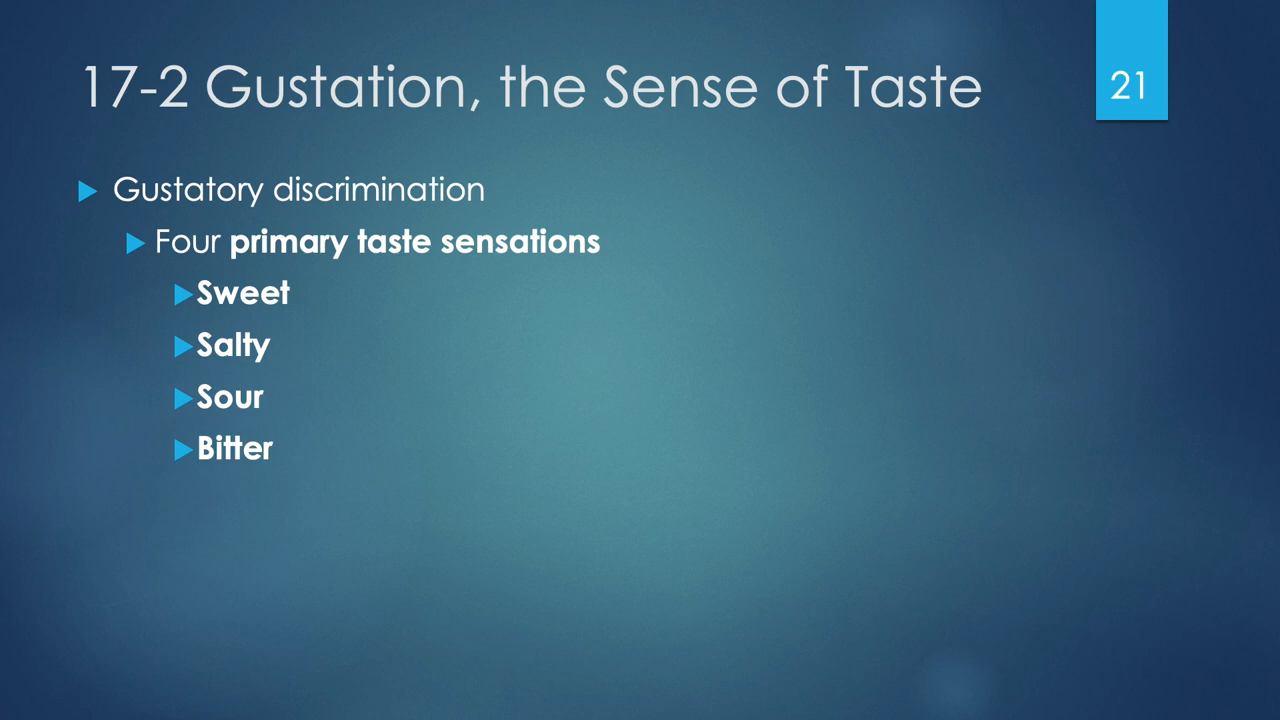 17-2 Gustation, the Sense of Taste
21
Gustatory discrimination
Four primary taste sensations
Sweet
Salty
Sour
Bitter